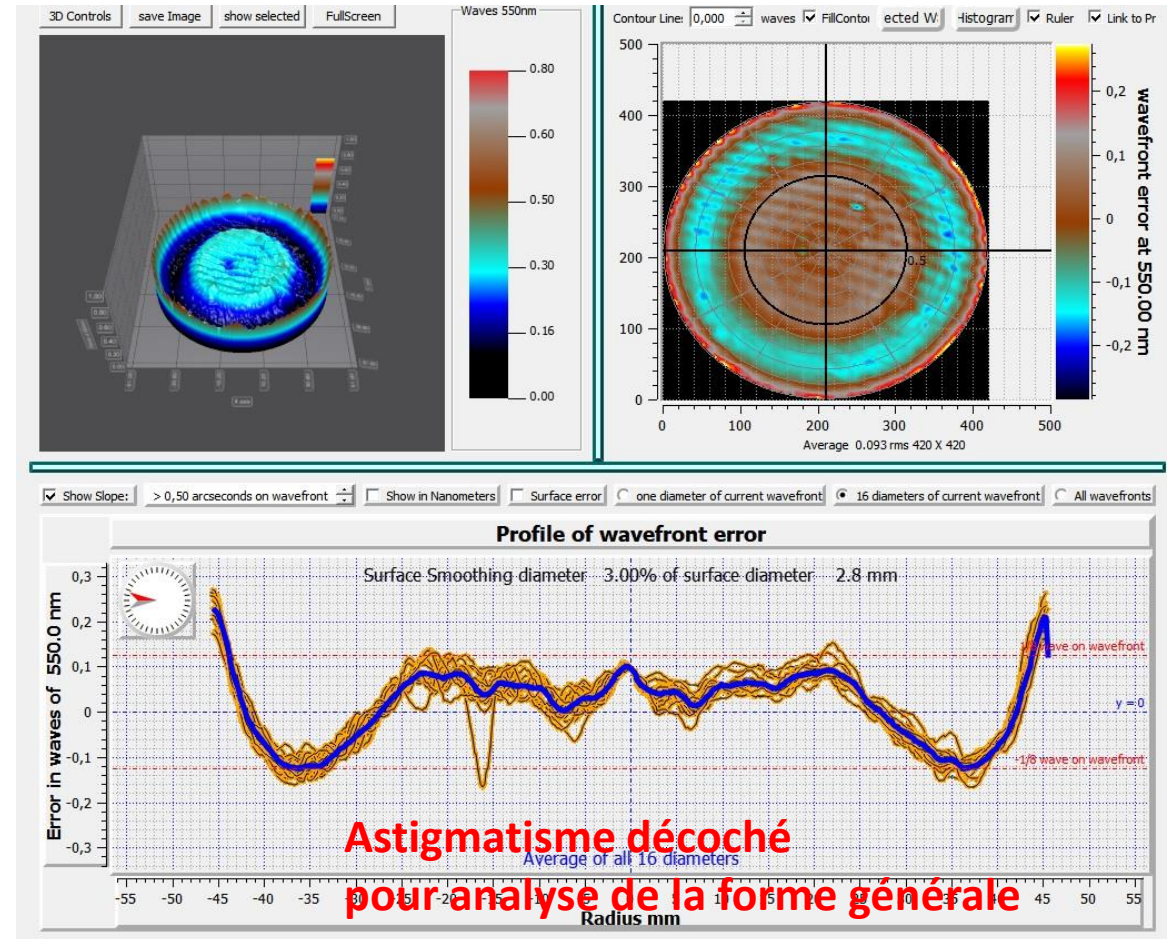 3D Controls save Image show selected FullScreen
Waves 550nm
0.80
0.60
0.50
0.30
0.16
0.00
Contour Line: 0,000 waves FillConto ected W Histogram Ruler Link to Pr
500
400
300
200
100
0
0.5
0 100 200 300 400 500
Average 0.093 rms 420 X 420
0,2
0,1
0
-0,1
-0,2
wavefront error at 550.00 nm
Show Slope: > 0,50 arcseconds on wavefront Show in Nanometers Surface error one diameter of current wavefront 16 diameters of current wavefront All wavefronts
Profile of wavefront error
Surface Smoothing diameter 3.00% of surface diameter 2.8 mm
Error in waves of 550.0 nm
0,3
0,2
0,1
0
-0,1
-0,2
-0,3
wave on wavefront
y = 0
-1/8 wave on wavefront
Astigmatisme décoché
Average of all 16 diameters
pour analyse de la forme générale
-55 -50 -45 -40 -35 -30 -25 -15 -10 -5 0 5 10 15 20 25 30 35 40 45 50 55
Radius mm